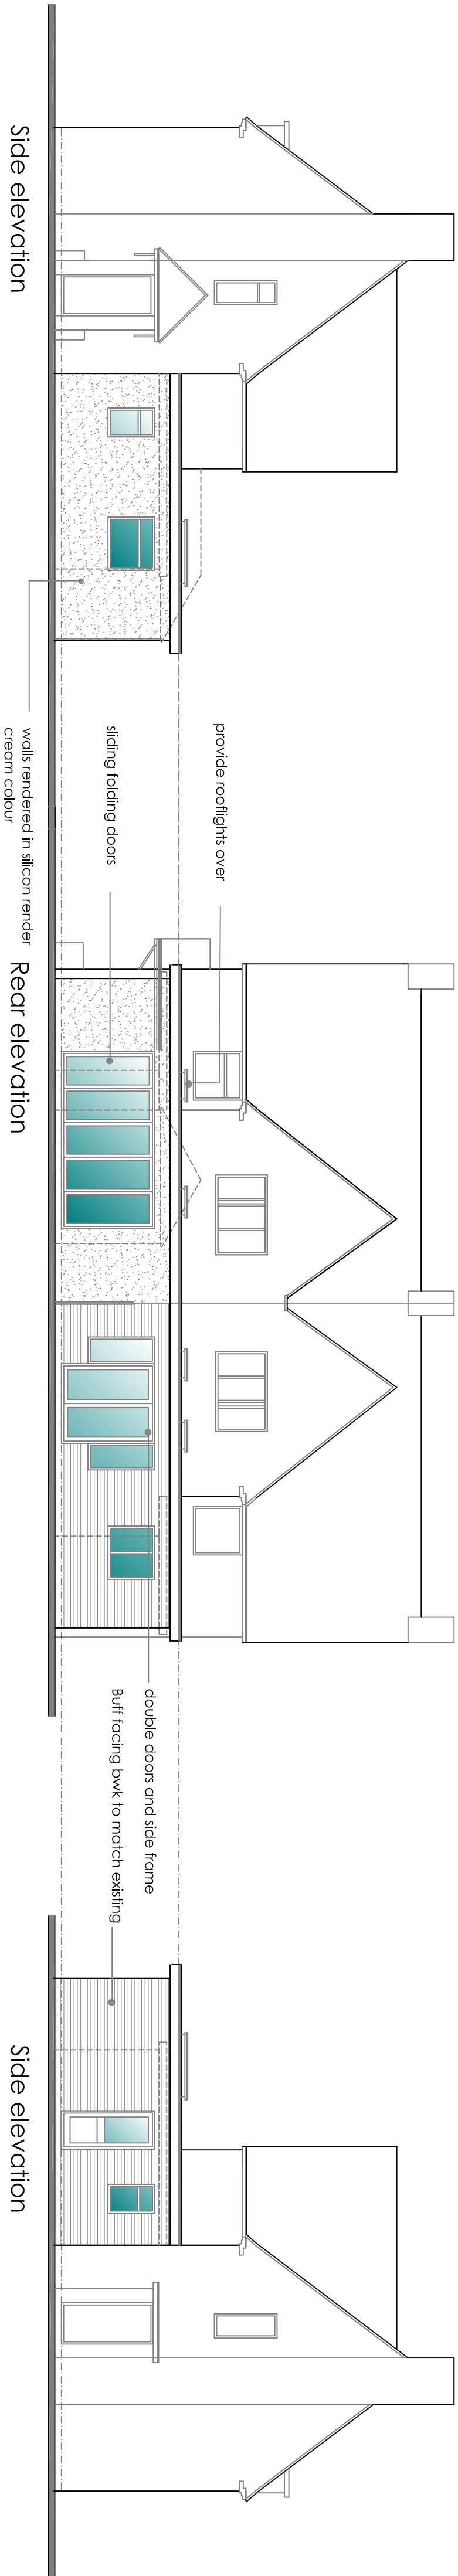 Side elevation
walls rendered in silicon render
cream colour
sliding folding doors
provide rooflights over
Rear elevation
double doors and side frame
Buff facing bwk to match existing
Side elevation